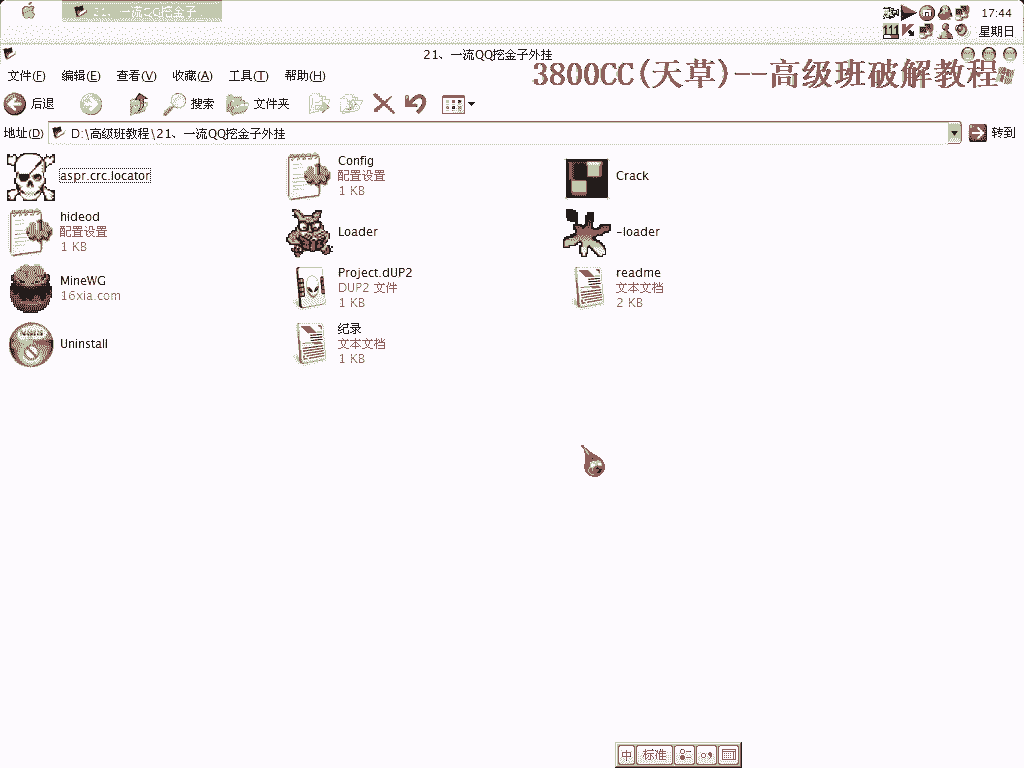 21、一流QQ挖金子
17:44
星期日
21、一流QQ挖金子外挂
3800CC(天草)--高级班破解教程
文件(F) 编辑(E) 查看(V) 收藏(A) 工具(T) 帮助(H)
后退 搜索 文件夹
地址(D) D:\高级班教程\21、一流QQ挖金子外挂 转到
aspr.crc.locator
Config
配置设置
1 KB
Crack
hideod
配置设置
1 KB
Loader
-loader
MineWG
16xia.com
Project.dUP2
DUP2 文件
1 KB
readme
文本文档
2 KB
Uninstall
纪录
文本文档
1 KB
中 标准